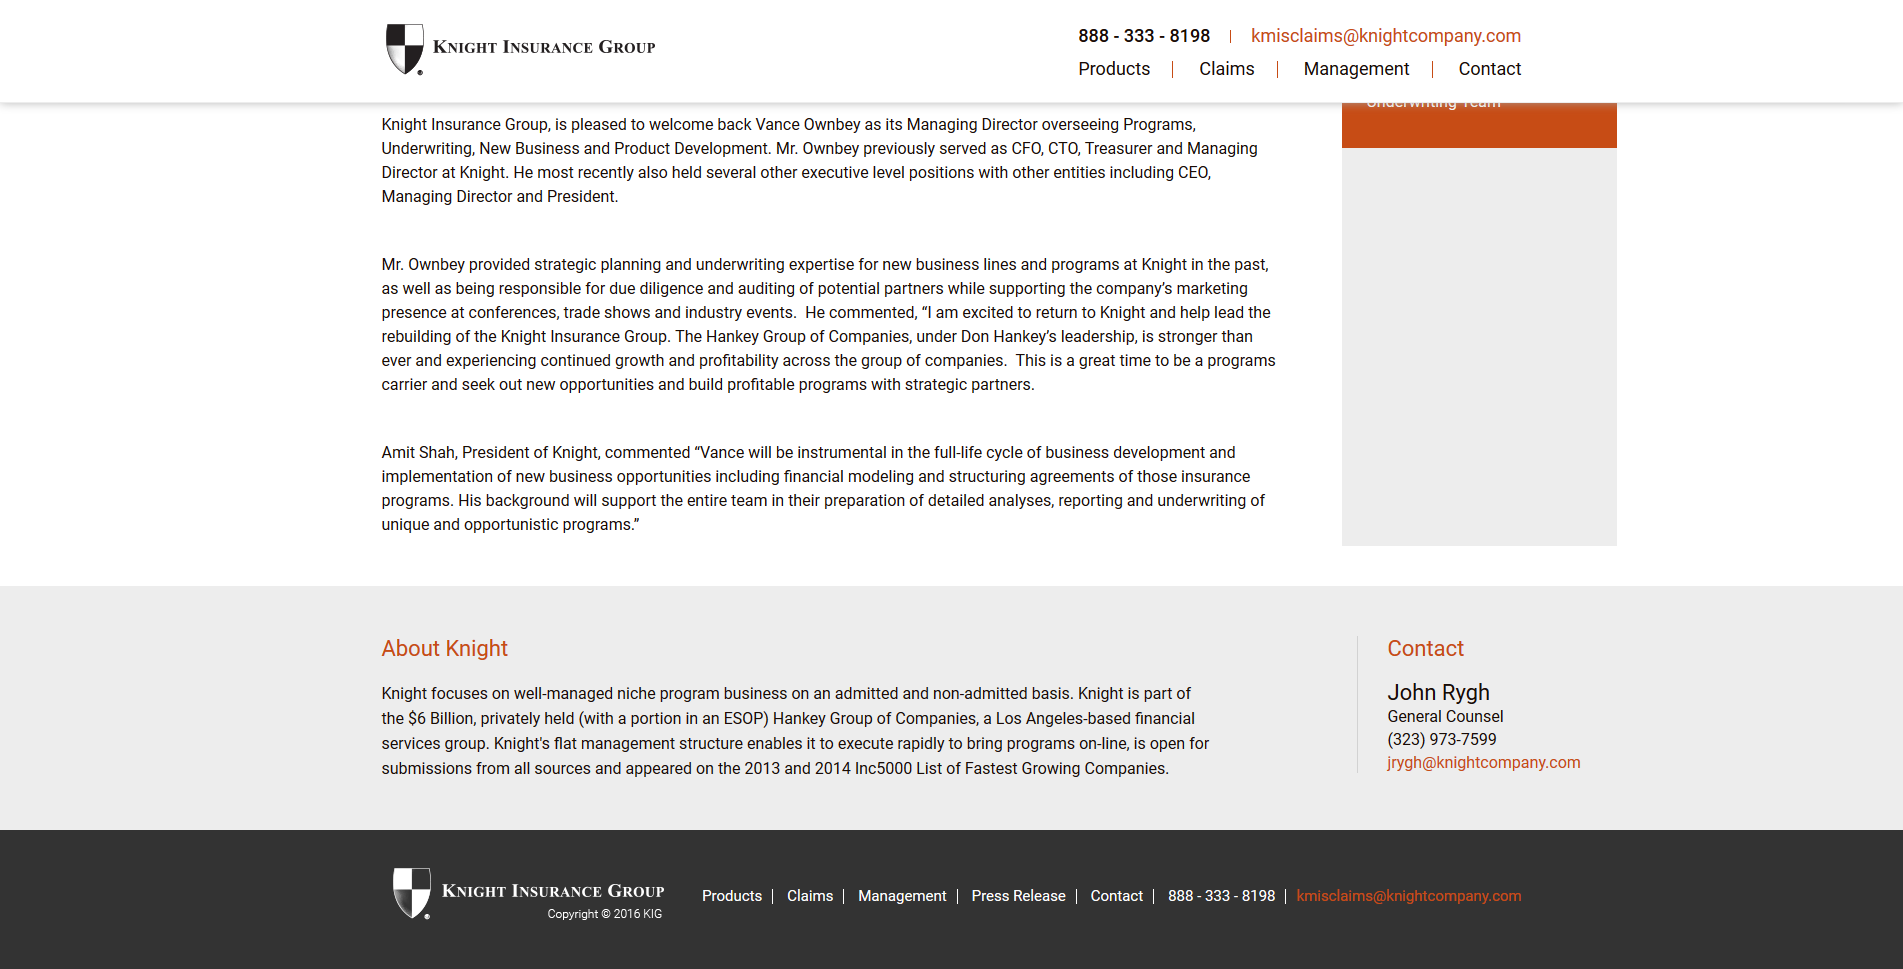 KNIGHT INSURANCE GROUP
888 - 333 - 8198 kmisclaims@knightcompany.com
Products Claims Management Contact
Underwriting Team
Knight Insurance Group, is pleased to welcome back Vance Ownbey as its Managing Director overseeing Programs,
Underwriting, New Business and Product Development. Mr. Ownbey previously served as CFO, CTO, Treasurer and Managing
Director at Knight. He most recently also held several other executive level positions with other entities including CEO,
Managing Director and President.
Mr. Ownbey provided strategic planning and underwriting expertise for new business lines and programs at Knight in the past,
as well as being responsible for due diligence and auditing of potential partners while supporting the company’s marketing
presence at conferences, trade shows and industry events.  He commented, “I am excited to return to Knight and help lead the
rebuilding of the Knight Insurance Group. The Hankey Group of Companies, under Don Hankey’s leadership, is stronger than
ever and experiencing continued growth and profitability across the group of companies.  This is a great time to be a programs
carrier and seek out new opportunities and build profitable programs with strategic partners.
Amit Shah, President of Knight, commented “Vance will be instrumental in the full-life cycle of business development and
implementation of new business opportunities including financial modeling and structuring agreements of those insurance
programs. His background will support the entire team in their preparation of detailed analyses, reporting and underwriting of
unique and opportunistic programs.”
About Knight
Knight focuses on well-managed niche program business on an admitted and non-admitted basis. Knight is part of
the $6 Billion, privately held (with a portion in an ESOP) Hankey Group of Companies, a Los Angeles-based financial
services group. Knight's flat management structure enables it to execute rapidly to bring programs on-line, is open for
submissions from all sources and appeared on the 2013 and 2014 Inc5000 List of Fastest Growing Companies.
Contact
John Rygh
General Counsel
(323) 973-7599
jrygh@knightcompany.com
KNIGHT INSURANCE GROUP
Copyright © 2016 KIG
Products Claims Management Press Release Contact 888 - 333 - 8198 kmisclaims@knightcompany.com